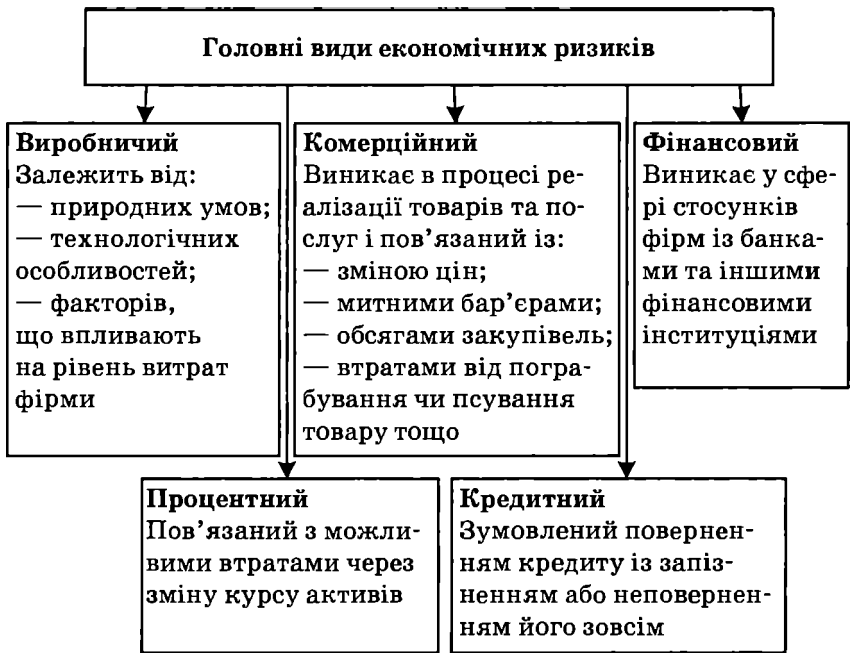 Головні види економічних ризиків
Виробничий
Залежить від:
— природних умов;
— технологічних
особливостей;
— факторів,
що впливають
на рівень витрат
фірми
Комерційний
Виникає в процесі ре-
алізації товарів та по-
слуг і пов’язаний із:
— зміною цін;
— митними бар’єрами;
— обсягами закупівель;
— втратами від погра-
бування чи псування
товару тощо
Фінансовий
Виникає у сфе-
рі стосунків
фірм із банка-
ми та іншими
фінансовими
інституціями
Процентний
Пов’язаний з можли-
вими втратами через
зміну курсу активів
Кредитний
Зумовлений повернен-
ням кредиту із запіз-
ненням або неповернен-
ням його зовсім